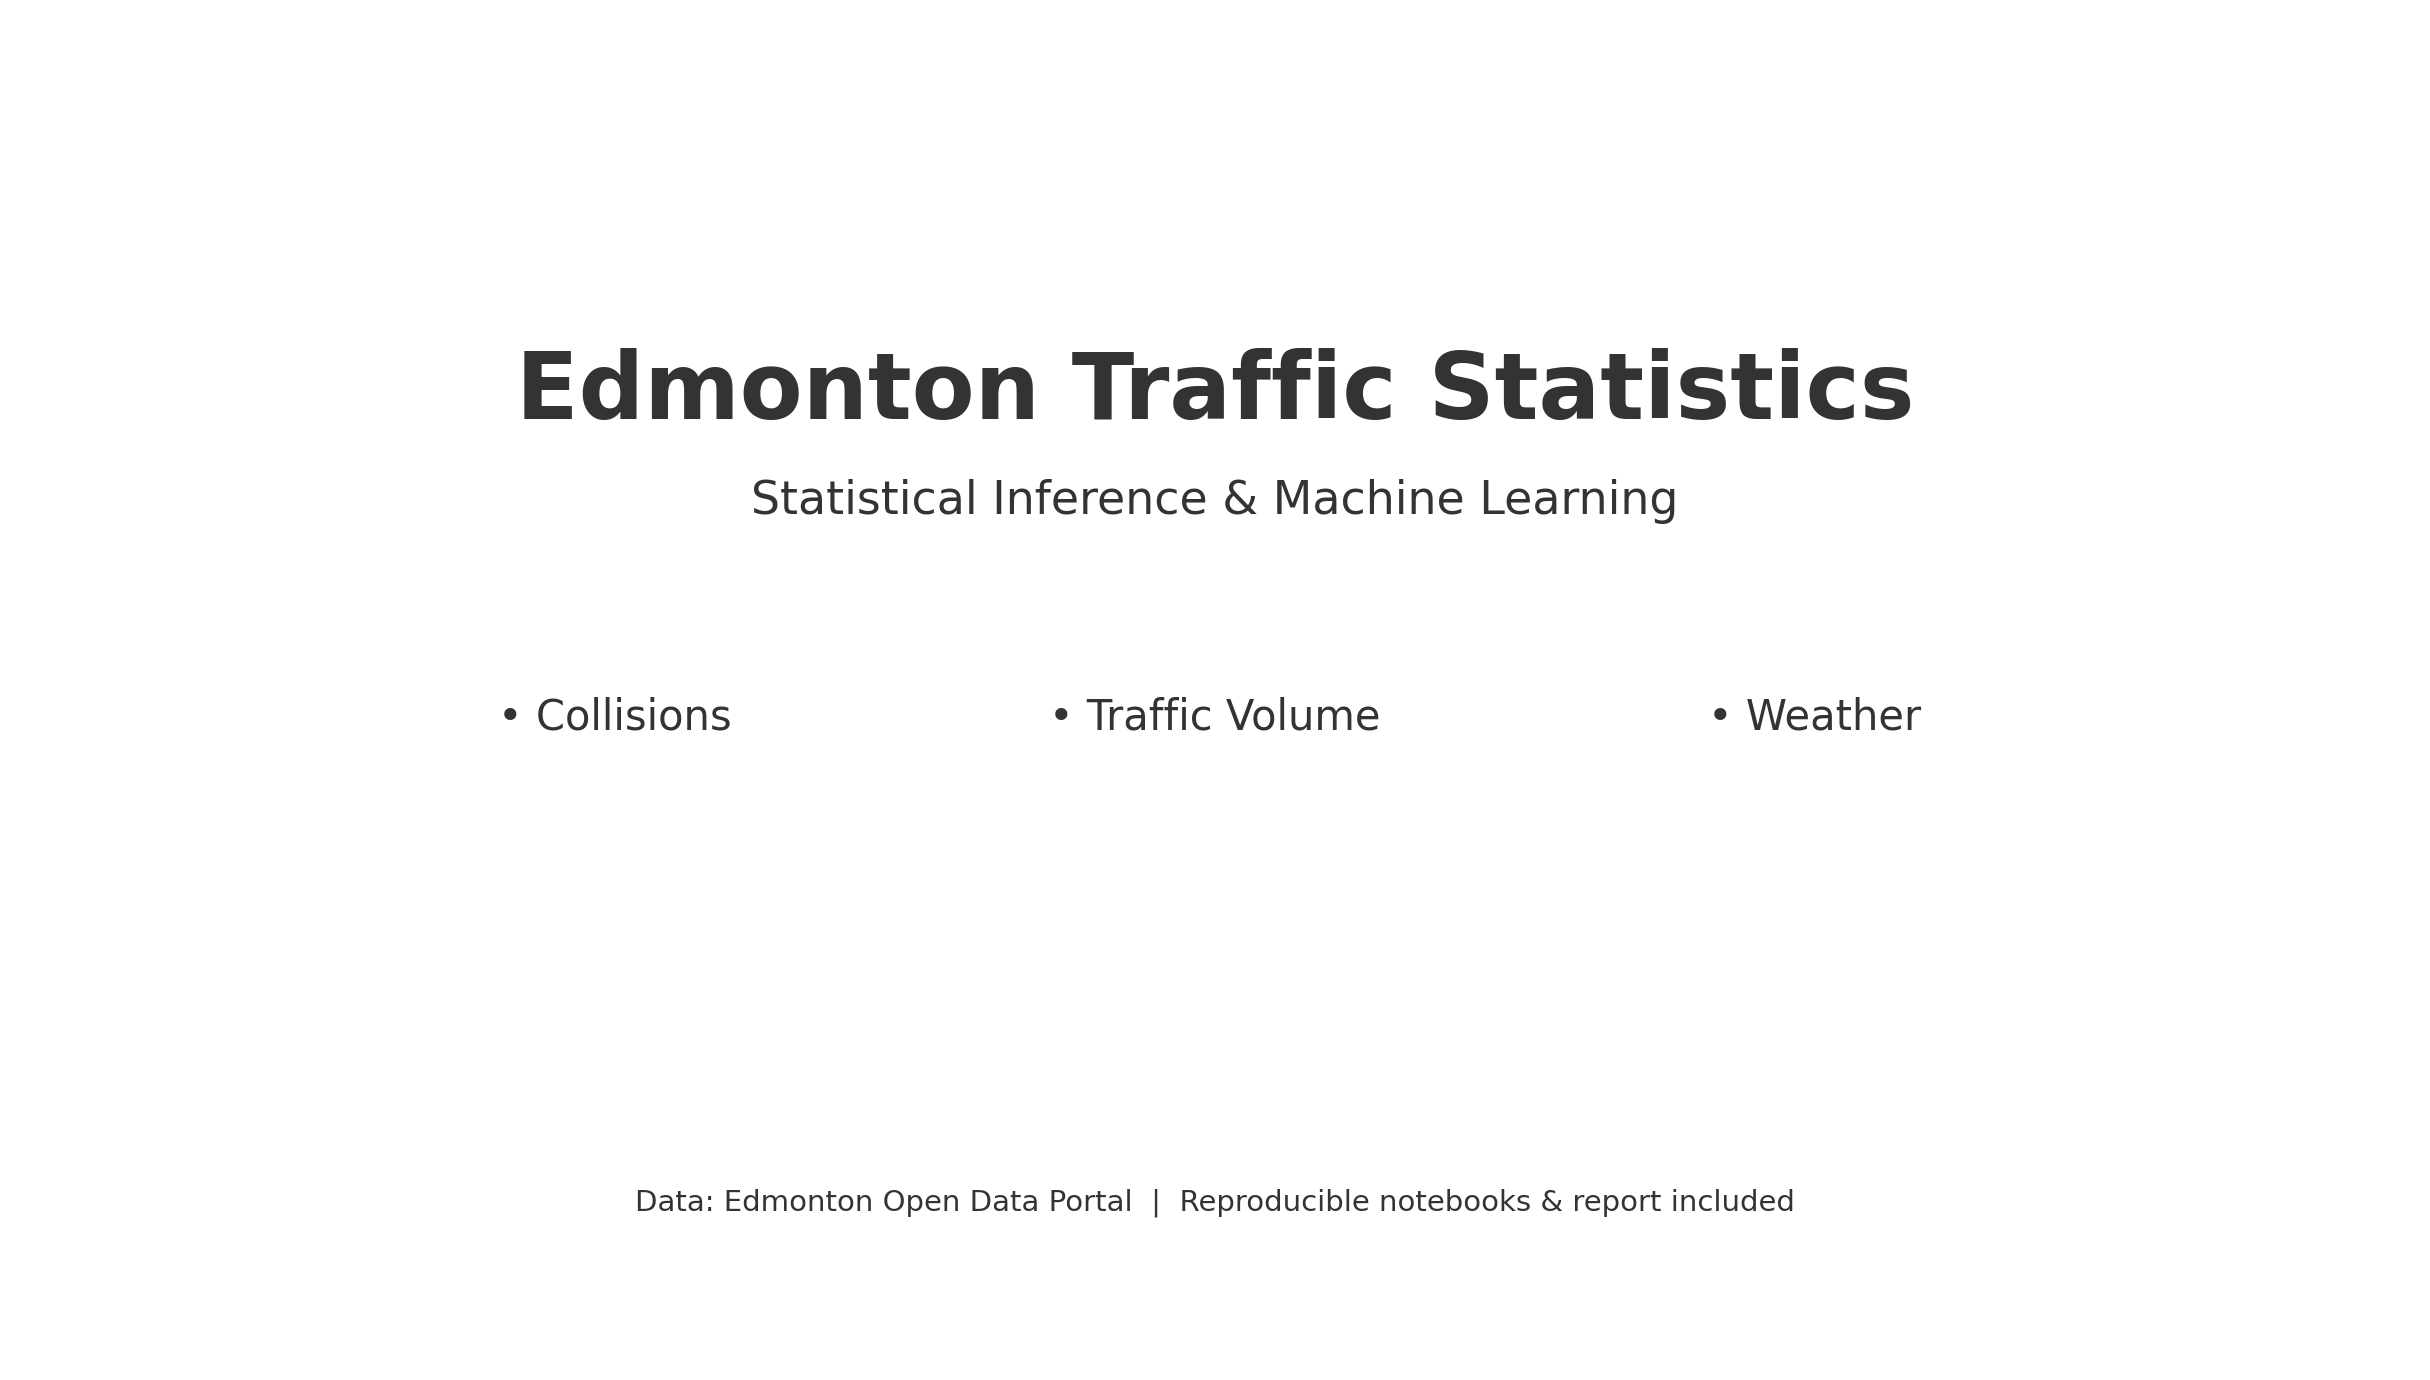 Edmonton Traffic Statistics
Statistical Inference & Machine Learning
• Collisions • Traffic Volume • Weather
Data: Edmonton Open Data Portal | Reproducible notebooks & report included